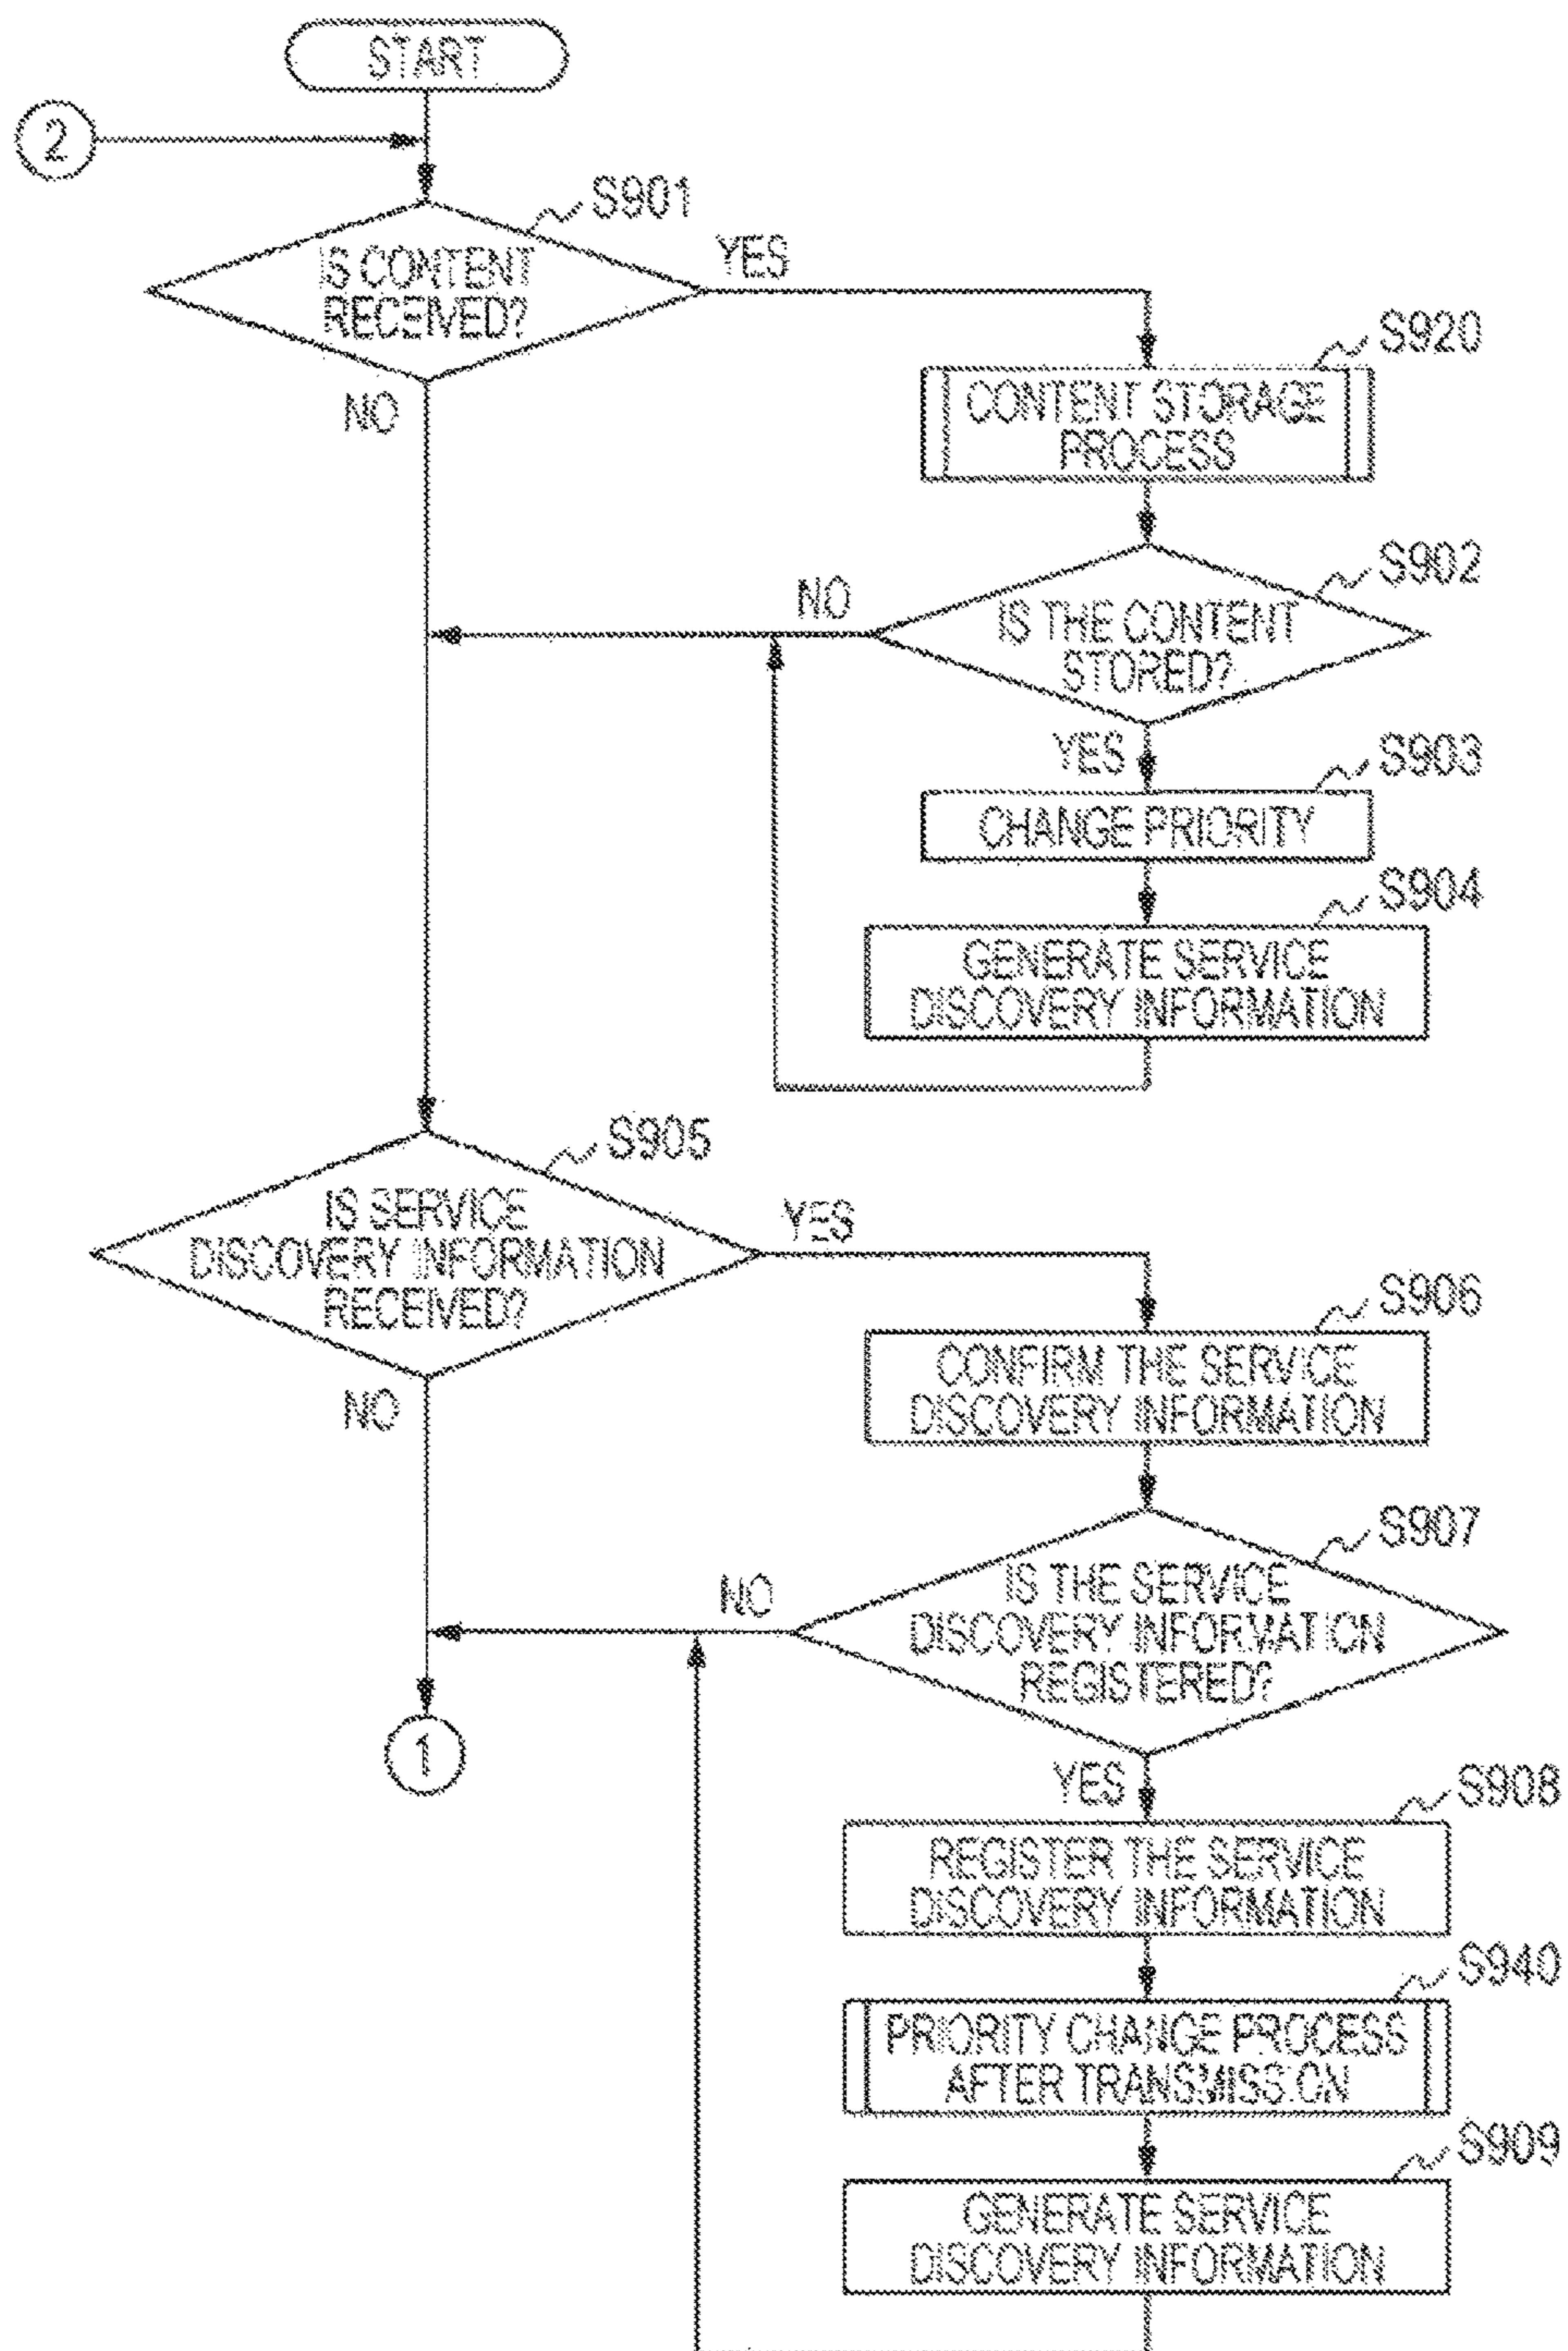 START
2
S901
IS CONTENT
RECEIVED?
YES
NO
S920
CONTENT STORAGE
PROCESS
S902
NO
IS THE CONTENT
STORED?
YES
S903
CHANGE PRIORITY
S904
GENERATE SERVICE
DISCOVERY INFORMATION
S905
IS SERVICE
DISCOVERY INFORMATION
RECEIVED?
YES
NO
S906
CONFIRM THE SERVICE
DISCOVERY INFORMATION
S907
NO
IS THE SERVICE
DISCOVERY INFORMATION
REGISTERED?
1
YES
S908
REGISTER THE SERVICE
DISCOVERY INFORMATION
S940
PRIORITY CHANGE PROCESS
AFTER TRANSMISSION
S909
GENERATE SERVICE
DISCOVERY INFORMATION